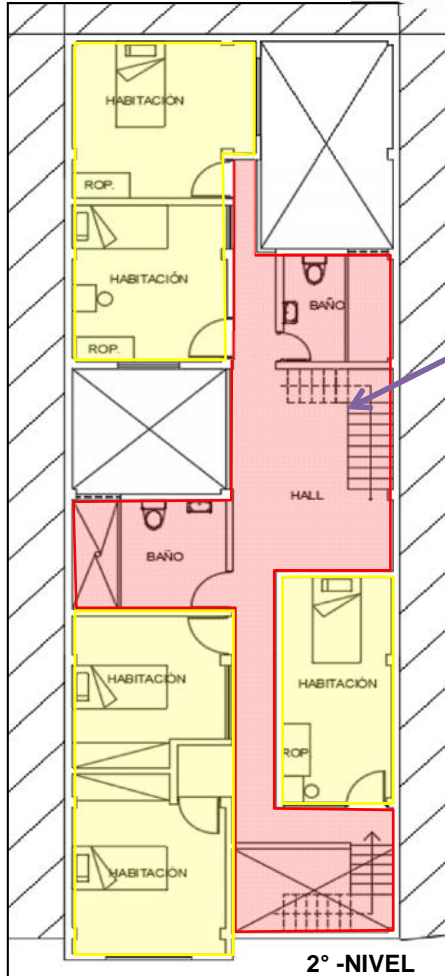 HABITACIÓN
ROP.
HABITACIÓN
ROP.
BAÑO
HALL
BAÑO
HABITACIÓN
HABITACIÓN
ROP.
HABITACIÓN
2° -NIVEL